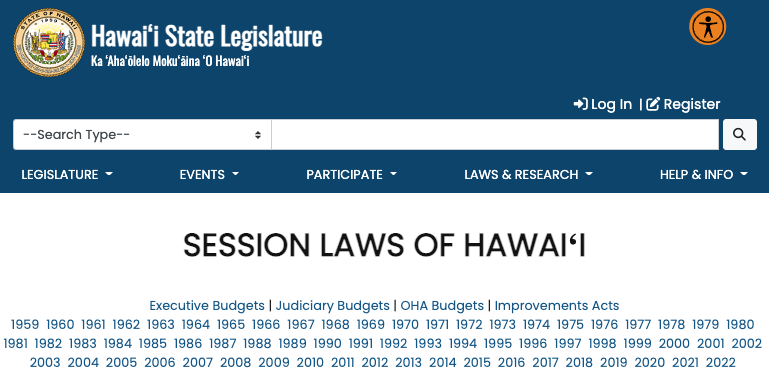 STATE OF HAWAII
1959
Hawaiʻi State Legislature
Ka ʻAhaʻōlelo Mokuʻāina ʻO Hawaiʻi
Log In | Register
--Search Type--
LEGISLATURE EVENTS PARTICIPATE LAWS & RESEARCH HELP & INFO
SESSION LAWS OF HAWAIʻI
Executive Budgets | Judiciary Budgets | OHA Budgets | Improvements Acts
1959 1960 1961 1962 1963 1964 1965 1966 1967 1968 1969 1970 1971 1972 1973 1974 1975 1976 1977 1978 1979 1980
1981 1982 1983 1984 1985 1986 1987 1988 1989 1990 1991 1992 1993 1994 1995 1996 1997 1998 1999 2000 2001 2002
2003 2004 2005 2006 2007 2008 2009 2010 2011 2012 2013 2014 2015 2016 2017 2018 2019 2020 2021 2022